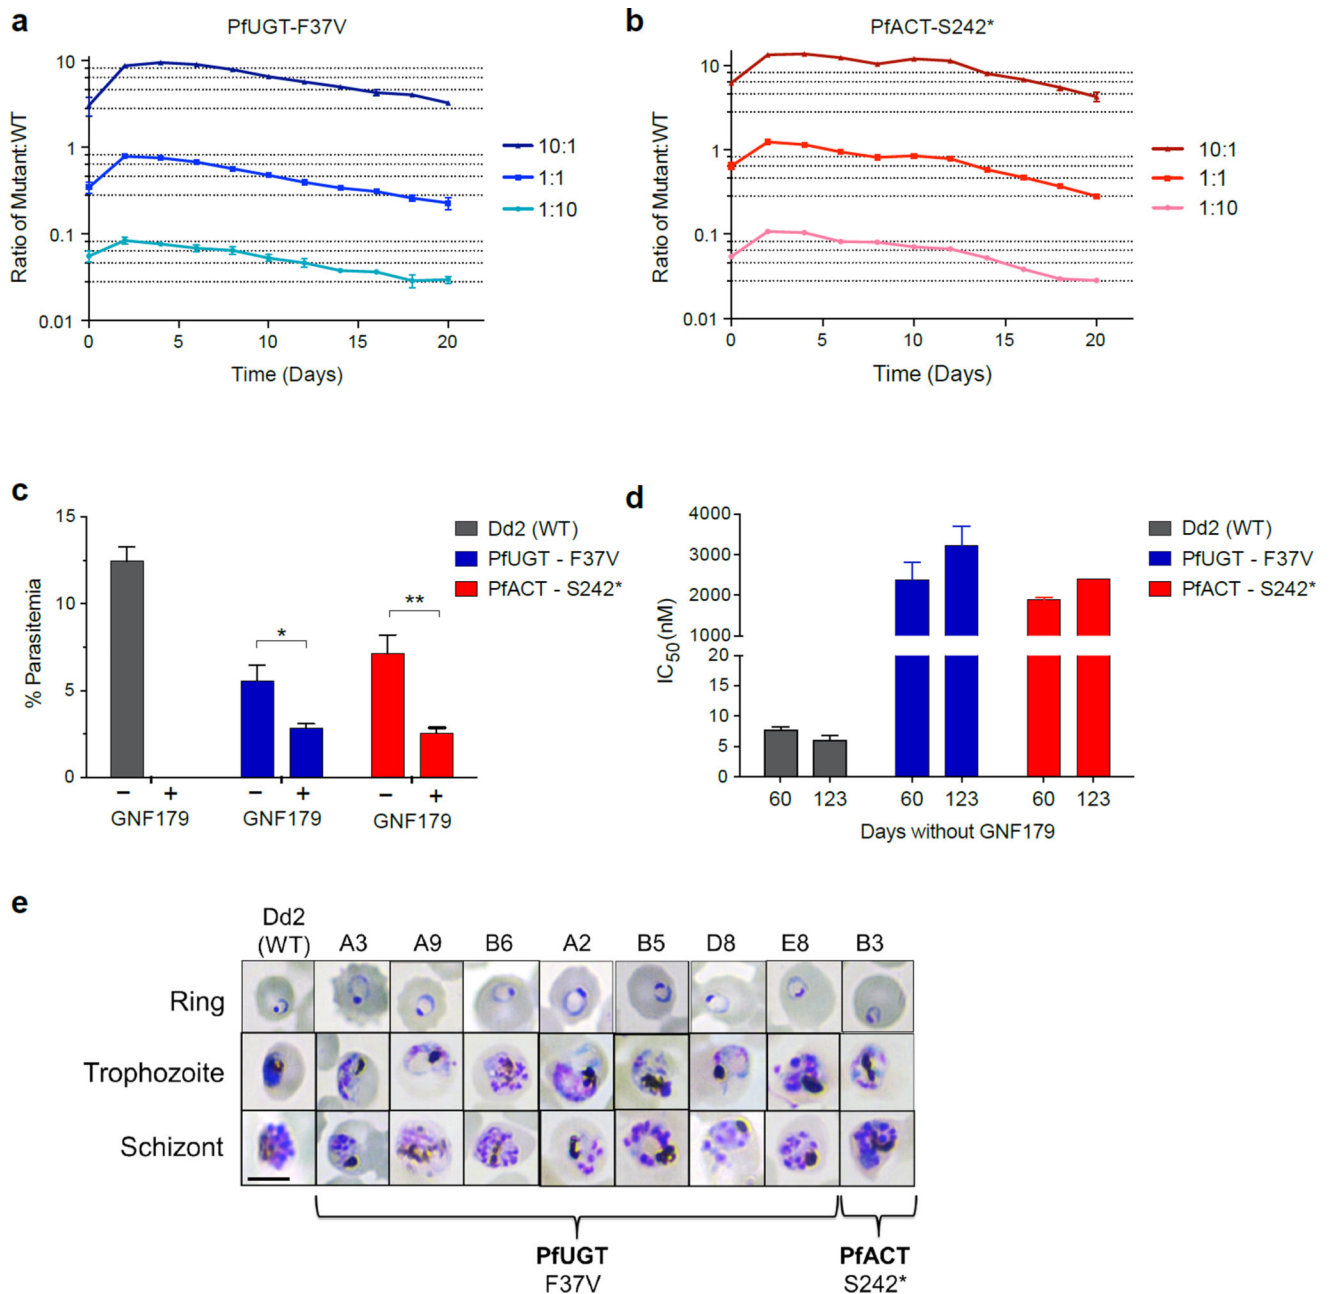 a
PfUGT-F37V
Ratio of Mutant:WT
10
1
0.1
0.01
0 5 10 15 20
Time (Days)
10:1
1:1
1:10
b
PfACT-S242*
Ratio of Mutant:WT
10
1
0.1
0.01
0 5 10 15 20
Time (Days)
10:1
1:1
1:10
c
% Parasitemia
15
10
5
0
* **
− + − + − +
GNF179 GNF179 GNF179
Dd2 (WT)
PfUGT - F37V
PfACT - S242*
d
IC50 (nM)
4000
3000
2000
1000
20
15
10
5
0
60 123 60 123 60 123
Days without GNF179
Dd2 (WT)
PfUGT - F37V
PfACT - S242*
e
Dd2
(WT) A3 A9 B6 A2 B5 D8 E8 B3
Ring
Trophozoite
Schizont
PfUGT PfACT
F37V S242*